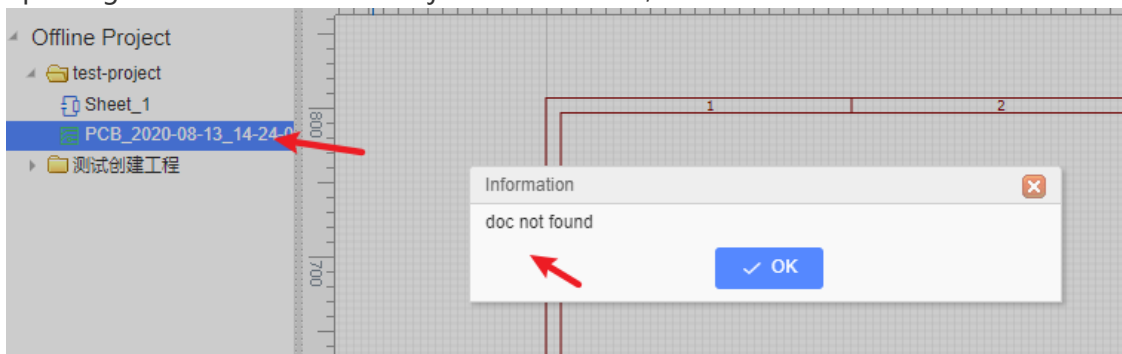 Offline Project
test-project
Sheet_1
PCB_2020-08-13_14-24-0
测试创建工程
800
700
1
2
Information
doc not found
OK